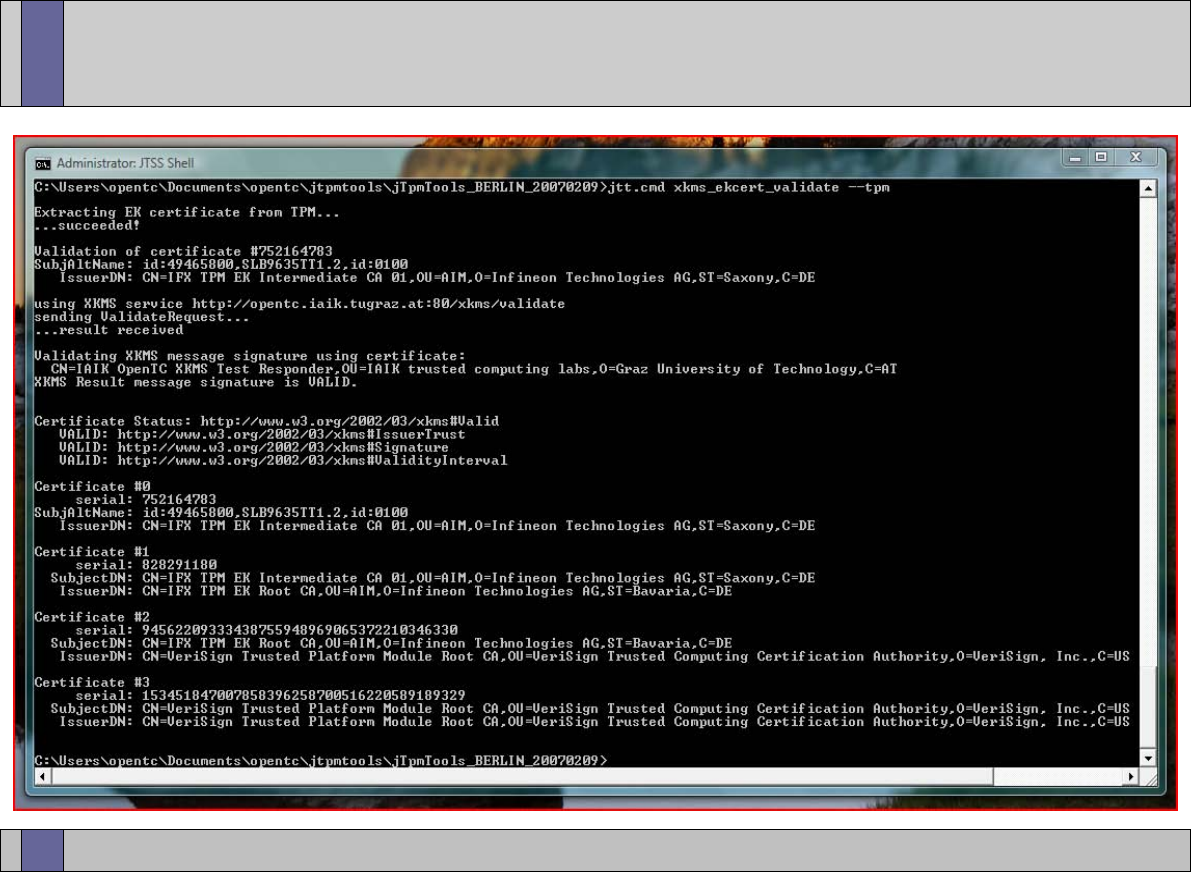 Administrator: JTSS Shell
C:\Users\opentc\Documents\opentc\jtpmtools\jTpmTools_BERLIN_20070209>jtt.cmd xkms_ekcert_validate --tpm
Extracting EK certificate from TPM...
...succeeded!
Validation of certificate #752164783
SubjAltName: id:49465800,SLB9635TT1.2,id:0100
IssuerDN: CN=IFX TPM EK Intermediate CA 01,OU=AIM,O=Infineon Technologies AG,ST=Saxony,C=DE
using XKMS service http://opentc.iaik.tugraz.at:80/xkms/validate
sending ValidateRequest...
...result received
Validating XKMS message signature using certificate:
CN=IAIK OpenTC XKMS Test Responder,OU=IAIK trusted computing labs,O=Graz University of Technology,C=AT
XKMS Result message signature is VALID.
Certificate Status: http://www.w3.org/2002/03/xkms#Valid
VALID: http://www.w3.org/2002/03/xkms#IssuerTrust
VALID: http://www.w3.org/2002/03/xkms#Signature
VALID: http://www.w3.org/2002/03/xkms#ValidityInterval
Certificate #0
serial: 752164783
SubjAltName: id:49465800,SLB9635TT1.2,id:0100
IssuerDN: CN=IFX TPM EK Intermediate CA 01,OU=AIM,O=Infineon Technologies AG,ST=Saxony,C=DE
Certificate #1
serial: 828291180
SubjectDN: CN=IFX TPM EK Intermediate CA 01,OU=AIM,O=Infineon Technologies AG,ST=Saxony,C=DE
IssuerDN: CN=IFX TPM EK Root CA,OU=AIM,O=Infineon Technologies AG,ST=Bavaria,C=DE
Certificate #2
serial: 94562209333438755948969065372210346330
SubjectDN: CN=IFX TPM EK Root CA,OU=AIM,O=Infineon Technologies AG,ST=Bavaria,C=DE
IssuerDN: CN=VeriSign Trusted Platform Module Root CA,OU=VeriSign Trusted Computing Certification Authority,O=VeriSign, Inc.,C=US
Certificate #3
serial: 153451847007858396258700516220589189329
SubjectDN: CN=VeriSign Trusted Platform Module Root CA,OU=VeriSign Trusted Computing Certification Authority,O=VeriSign, Inc.,C=US
IssuerDN: CN=VeriSign Trusted Platform Module Root CA,OU=VeriSign Trusted Computing Certification Authority,O=VeriSign, Inc.,C=US
C:\Users\opentc\Documents\opentc\jtpmtools\jTpmTools_BERLIN_20070209>